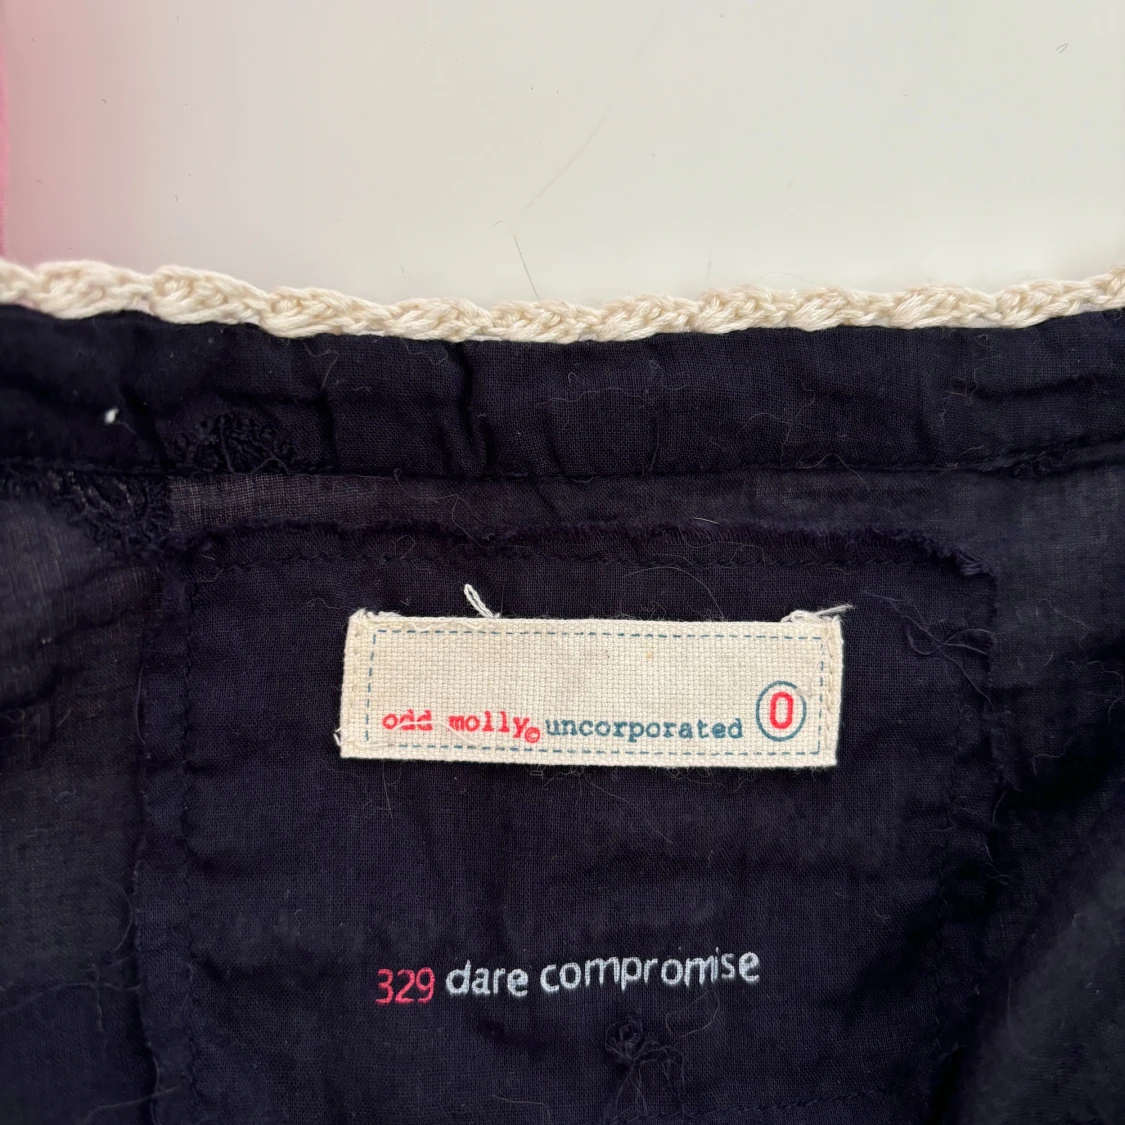 odd molly© uncorporated 0
329 dare compromise